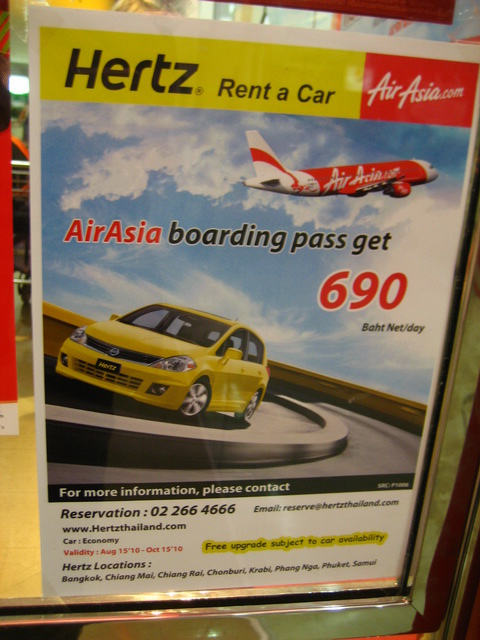 Hertz® Rent a Car
AirAsia.com
AirAsia.com
AirAsia boarding pass get
690
Baht Net/day
Hertz
SRC-P1006
For more information, please contact
Reservation : 02 266 4666
Email: reserve@hertzthailand.com
www.Hertzthailand.com
Car : Economy
Validity : Aug 15'10 - Oct 15'10
Free upgrade subject to car availability
Hertz Locations :
Bangkok, Chiang Mai, Chiang Rai, Chonburi, Krabi, Phang Nga, Phuket, Samui